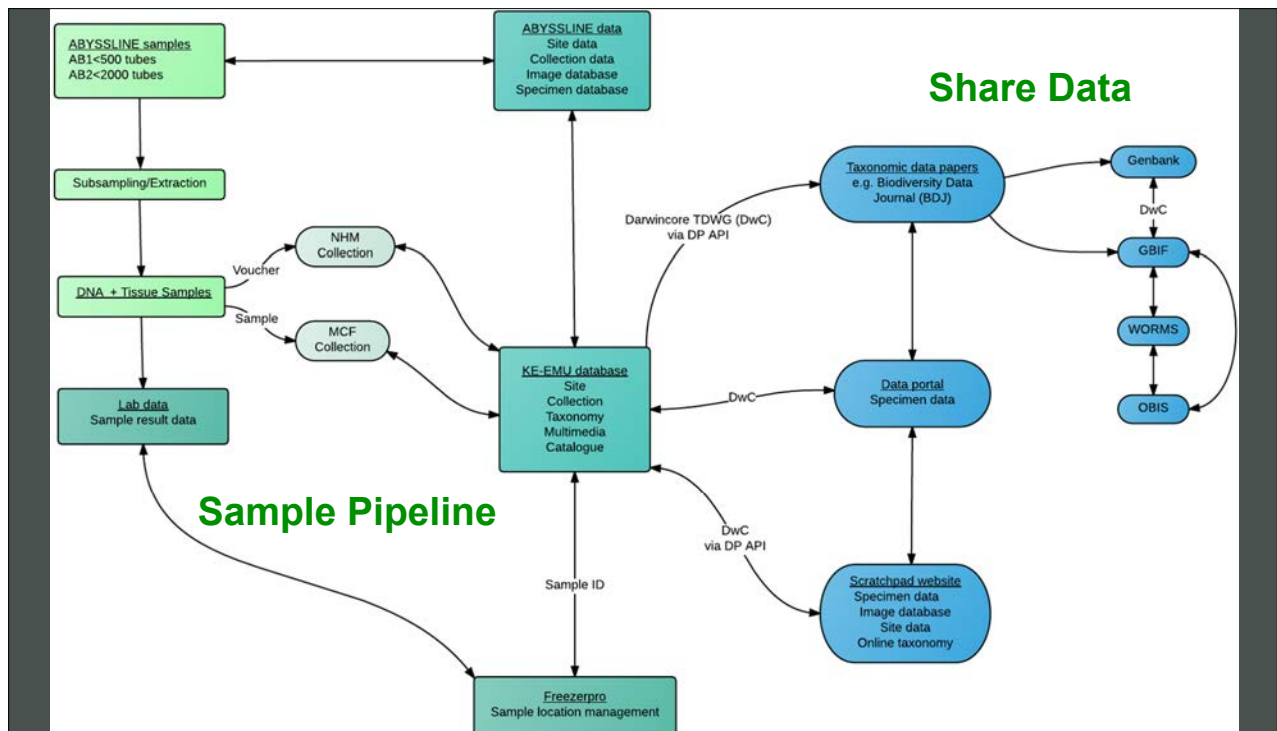 ABYSSLINE samples
AB1<500 tubes
AB2<2000 tubes
ABYSSLINE data
Site data
Collection data
Image database
Specimen database
Share Data
Subsampling/Extraction
Taxonomic data papers
e.g. Biodiversity Data
Journal (BDJ)
Genbank
DwC
GBIF
WORMS
OBIS
Darwincore TDWG (DwC)
via DP API
NHM
Collection
Voucher
DNA + Tissue Samples
Sample
MCF
Collection
KE-EMU database
Site
Collection
Taxonomy
Multimedia
Catalogue
DwC
Data portal
Specimen data
Lab data
Sample result data
Sample Pipeline
DwC
via DP API
Sample ID
Scratchpad website
Specimen data
Image database
Site data
Online taxonomy
Freezerpro
Sample location management